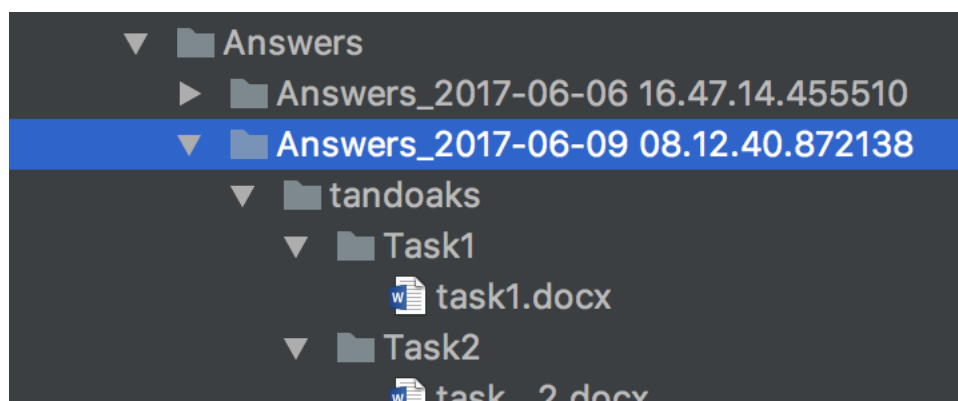 Answers
Answers_2017-06-06 16.47.14.455510
Answers_2017-06-09 08.12.40.872138
tandoaks
Task1
W task1.docx
Task2
W